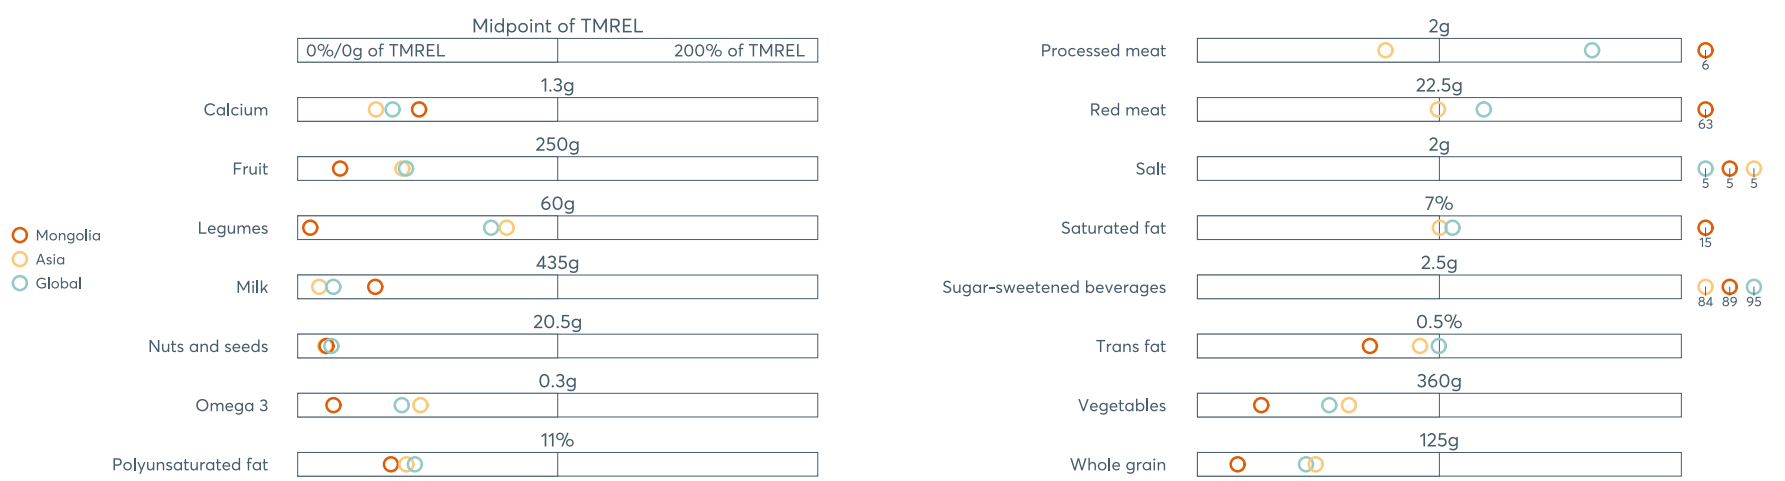 Midpoint of TMREL
0%/0g of TMREL 200% of TMREL
1.3g
Calcium
250g
Fruit
60g
Legumes
435g
Milk
20.5g
Nuts and seeds
0.3g
Omega 3
11%
Polyunsaturated fat
Mongolia
Asia
Global
2g
Processed meat
6
22.5g
Red meat
63
2g
Salt
5 5 5
7%
Saturated fat
15
2.5g
Sugar-sweetened beverages
84 89 95
0.5%
Trans fat
360g
Vegetables
125g
Whole grain